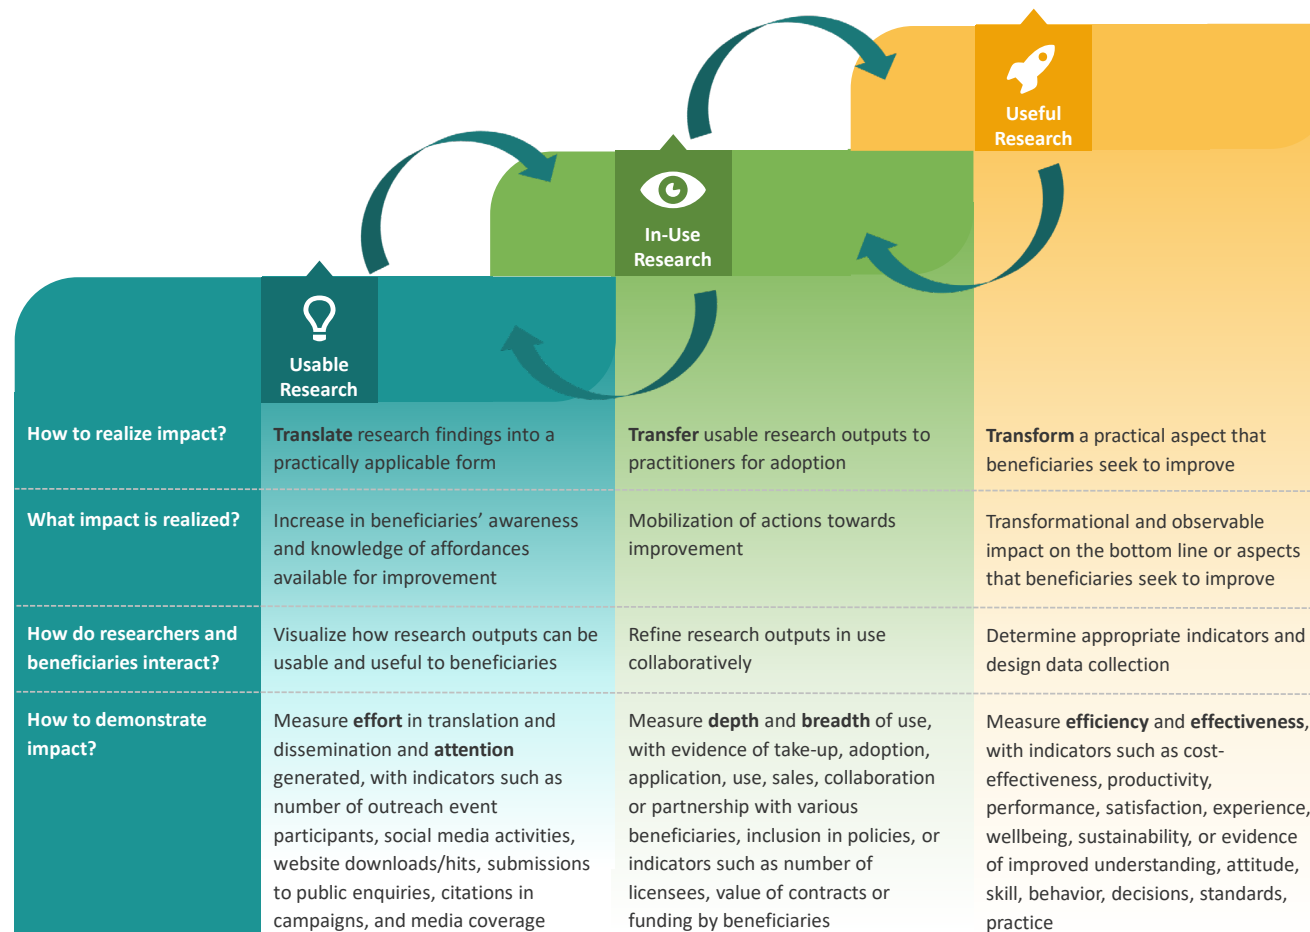 Useful
Research
In-Use
Research
Usable
Research
How to realize impact?
Translate research findings into a
practically applicable form
Transfer usable research outputs to
practitioners for adoption
Transform a practical aspect that
beneficiaries seek to improve
What impact is realized?
Increase in beneficiaries’ awareness
and knowledge of affordances
available for improvement
Mobilization of actions towards
improvement
Transformational and observable
impact on the bottom line or aspects
that beneficiaries seek to improve
How do researchers and
beneficiaries interact?
Visualize how research outputs can be
usable and useful to beneficiaries
Refine research outputs in use
collaboratively
Determine appropriate indicators and
design data collection
How to demonstrate
impact?
Measure effort in translation and
dissemination and attention
generated, with indicators such as
number of outreach event
participants, social media activities,
website downloads/hits, submissions
to public enquiries, citations in
campaigns, and media coverage
Measure depth and breadth of use,
with evidence of take-up, adoption,
application, use, sales, collaboration
or partnership with various
beneficiaries, inclusion in policies, or
indicators such as number of
licensees, value of contracts or
funding by beneficiaries
Measure efficiency and effectiveness,
with indicators such as cost-
effectiveness, productivity,
performance, satisfaction, experience,
wellbeing, sustainability, or evidence
of improved understanding, attitude,
skill, behavior, decisions, standards,
practice